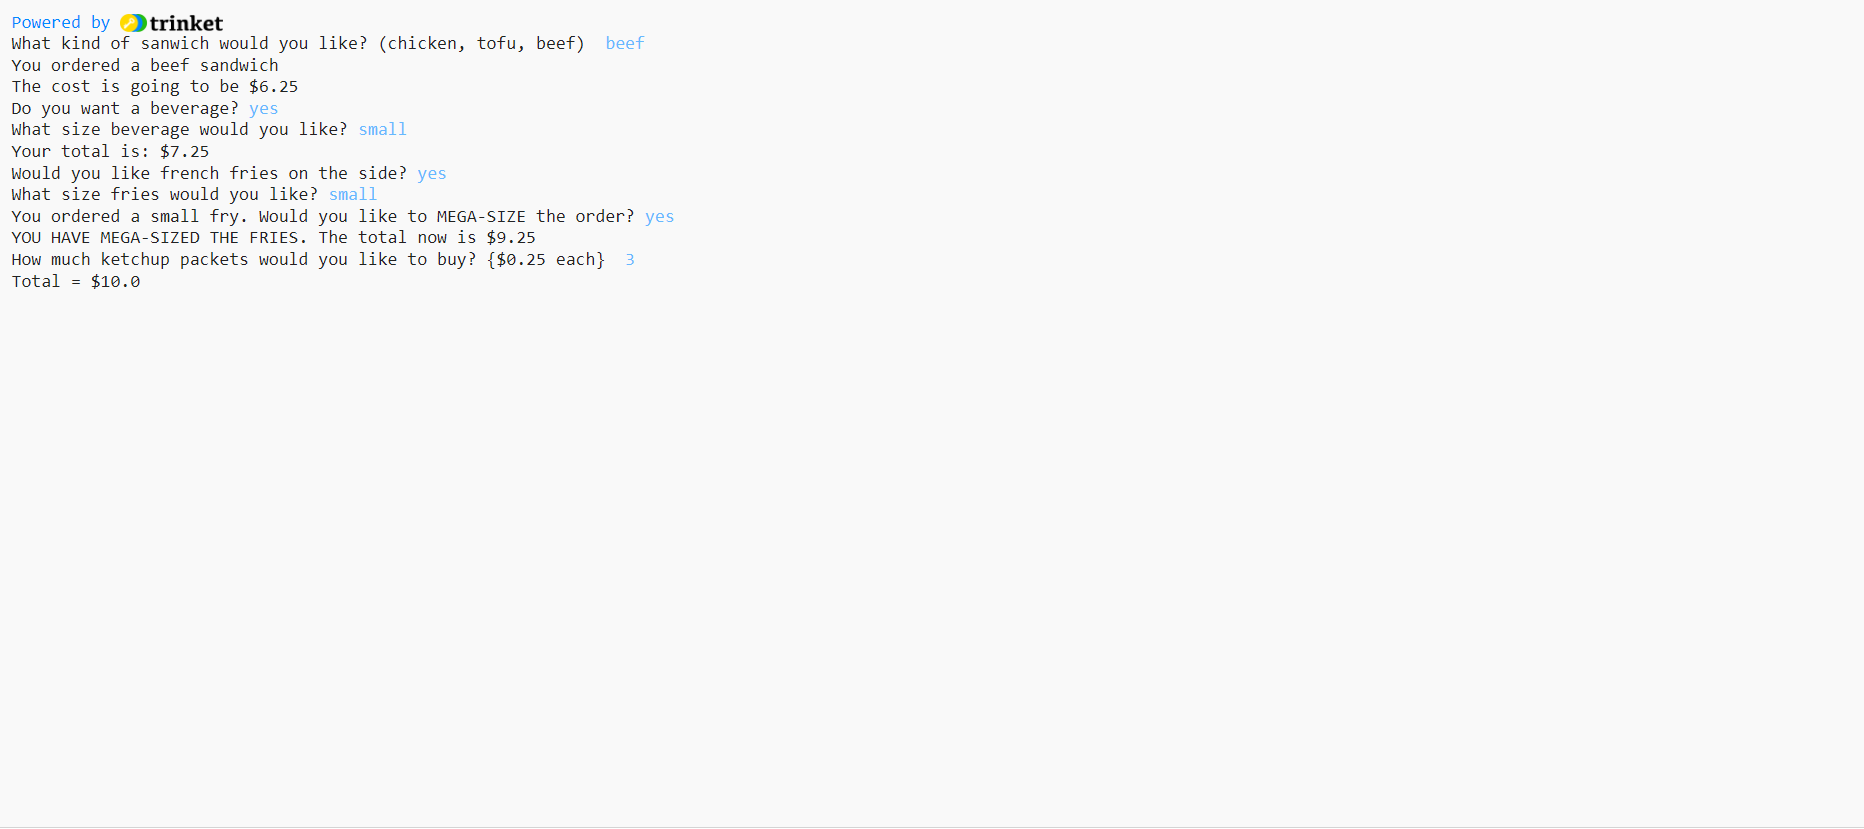 Powered by trinket
What kind of sanwich would you like? (chicken, tofu, beef)  beef
You ordered a beef sandwich
The cost is going to be $6.25
Do you want a beverage? yes
What size beverage would you like? small
Your total is: $7.25
Would you like french fries on the side? yes
What size fries would you like? small
You ordered a small fry. Would you like to MEGA-SIZE the order? yes
YOU HAVE MEGA-SIZED THE FRIES. The total now is $9.25
How much ketchup packets would you like to buy? {$0.25 each}  3
Total = $10.0